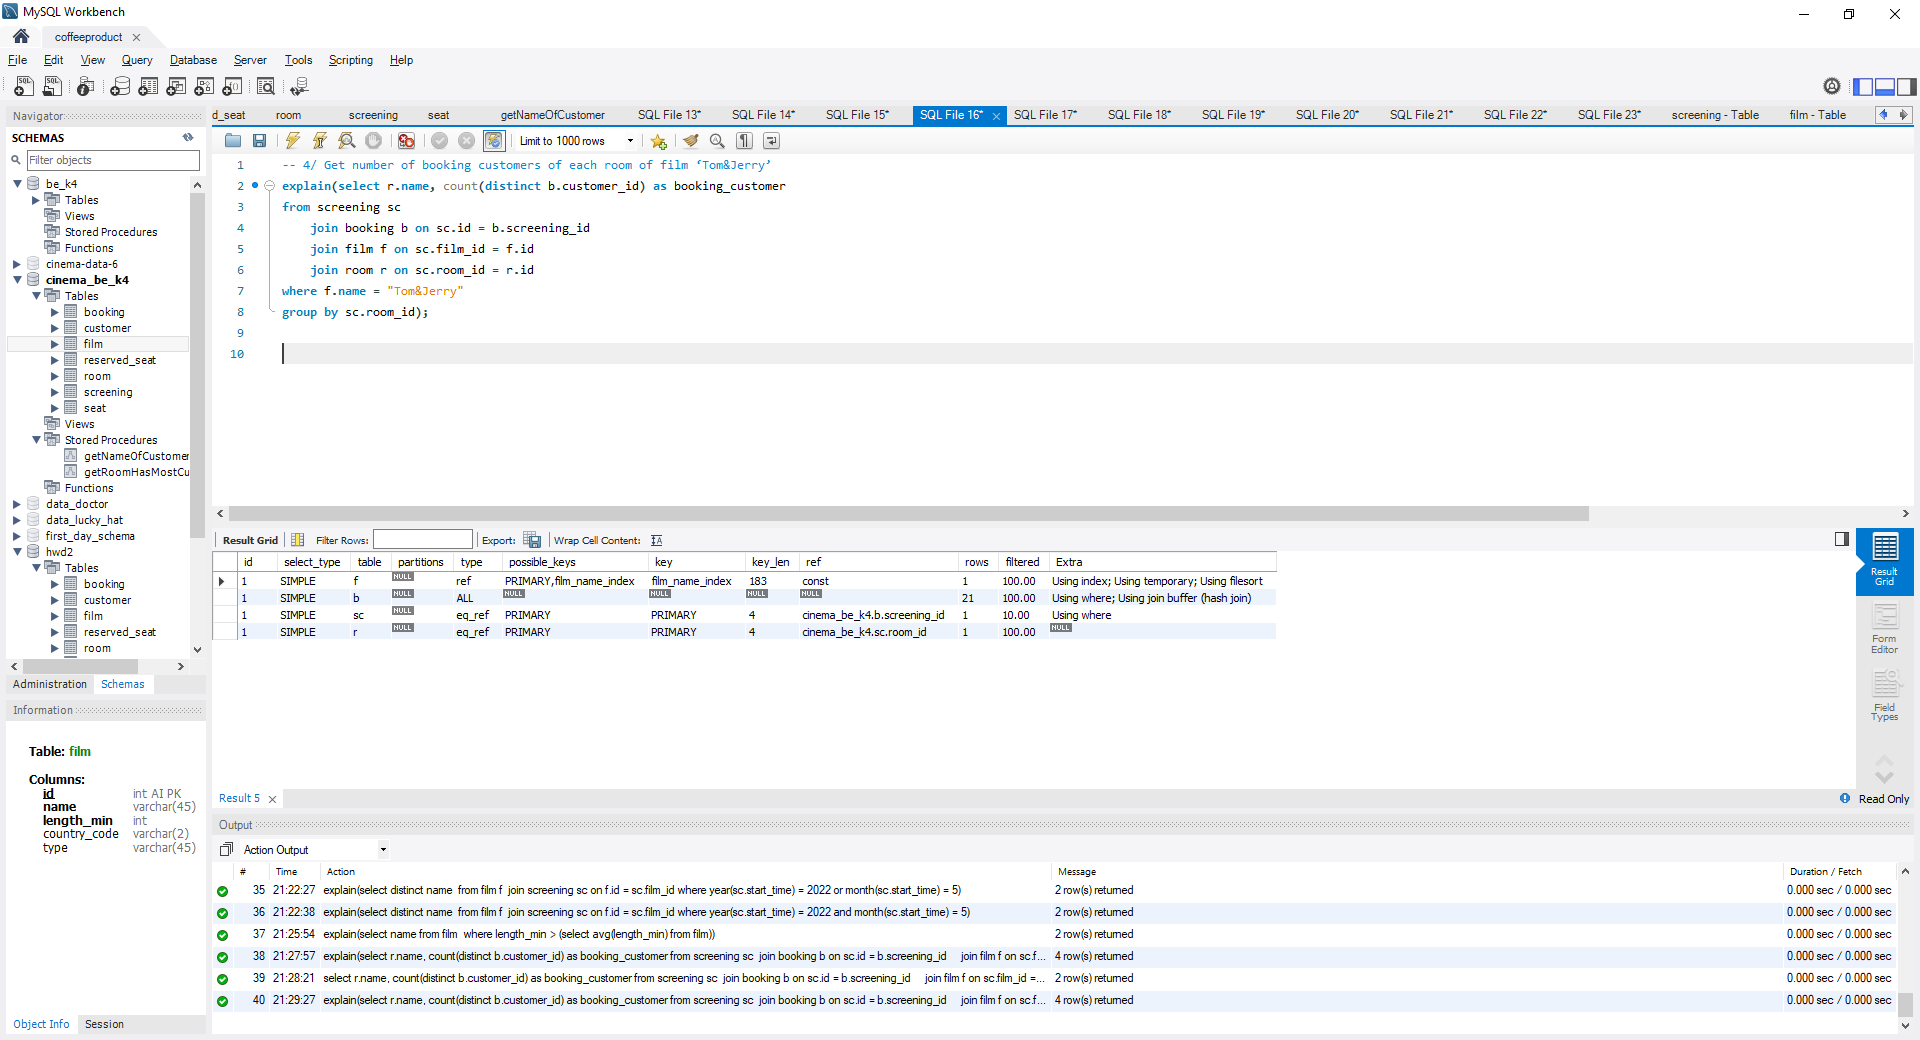 MySQL Workbench
coffeeproduct
File Edit View Query Database Server Tools Scripting Help
Navigator
SCHEMAS
Filter objects
be_k4
Tables
Views
Stored Procedures
Functions
cinema-data-6
cinema_be_k4
Tables
booking
customer
film
reserved_seat
room
screening
seat
Views
Stored Procedures
getNameOfCustomer
getRoomHasMostCu
Functions
data_doctor
data_lucky_hat
first_day_schema
hwd2
Tables
booking
customer
film
reserved_seat
room
Administration Schemas
Information
Table: film
Columns:
id int AI PK
name varchar(45)
length_min int
country_code varchar(2)
type varchar(45)
Object Info Session
d_seat room screening seat getNameOfCustomer SQL File 13* SQL File 14* SQL File 15* SQL File 16* SQL File 17* SQL File 18* SQL File 19* SQL File 20* SQL File 21* SQL File 22* SQL File 23* screening - Table film - Table
Limit to 1000 rows
1 -- 4/ Get number of booking customers of each room of film ‘Tom&Jerry’
2 explain(select r.name, count(distinct b.customer_id) as booking_customer
3 from screening sc
4 join booking b on sc.id = b.screening_id
5 join film f on sc.film_id = f.id
6 join room r on sc.room_id = r.id
7 where f.name = "Tom&Jerry"
8 group by sc.room_id);
9
10
Result Grid Filter Rows: Export: Wrap Cell Content:
id select_type table partitions type possible_keys key key_len ref rows filtered Extra
1 SIMPLE f NULL ref PRIMARY,film_name_index film_name_index 183 const 1 100.00 Using index; Using temporary; Using filesort
1 SIMPLE b NULL ALL NULL NULL NULL NULL 21 100.00 Using where; Using join buffer (hash join)
1 SIMPLE sc NULL eq_ref PRIMARY PRIMARY 4 cinema_be_k4.b.screening_id 1 10.00 Using where
1 SIMPLE r NULL eq_ref PRIMARY PRIMARY 4 cinema_be_k4.sc.room_id 1 100.00 NULL
Result Grid
Form Editor
Field Types
Result 5
Read Only
Output
Action Output
# Time Action Message Duration / Fetch
35 21:22:27 explain(select distinct name from film f join screening sc on f.id = sc.film_id where year(sc.start_time) = 2022 or month(sc.start_time) = 5) 2 row(s) returned 0.000 sec / 0.000 sec
36 21:22:38 explain(select distinct name from film f join screening sc on f.id = sc.film_id where year(sc.start_time) = 2022 and month(sc.start_time) = 5) 2 row(s) returned 0.000 sec / 0.000 sec
37 21:25:54 explain(select name from film where length_min > (select avg(length_min) from film)) 2 row(s) returned 0.000 sec / 0.000 sec
38 21:27:57 explain(select r.name, count(distinct b.customer_id) as booking_customer from screening sc join booking b on sc.id = b.screening_id join film f on sc.f... 4 row(s) returned 0.000 sec / 0.000 sec
39 21:28:21 select r.name, count(distinct b.customer_id) as booking_customer from screening sc join booking b on sc.id = b.screening_id join film f on sc.film_id =... 2 row(s) returned 0.000 sec / 0.000 sec
40 21:29:27 explain(select r.name, count(distinct b.customer_id) as booking_customer from screening sc join booking b on sc.id = b.screening_id join film f on sc.f... 4 row(s) returned 0.000 sec / 0.000 sec